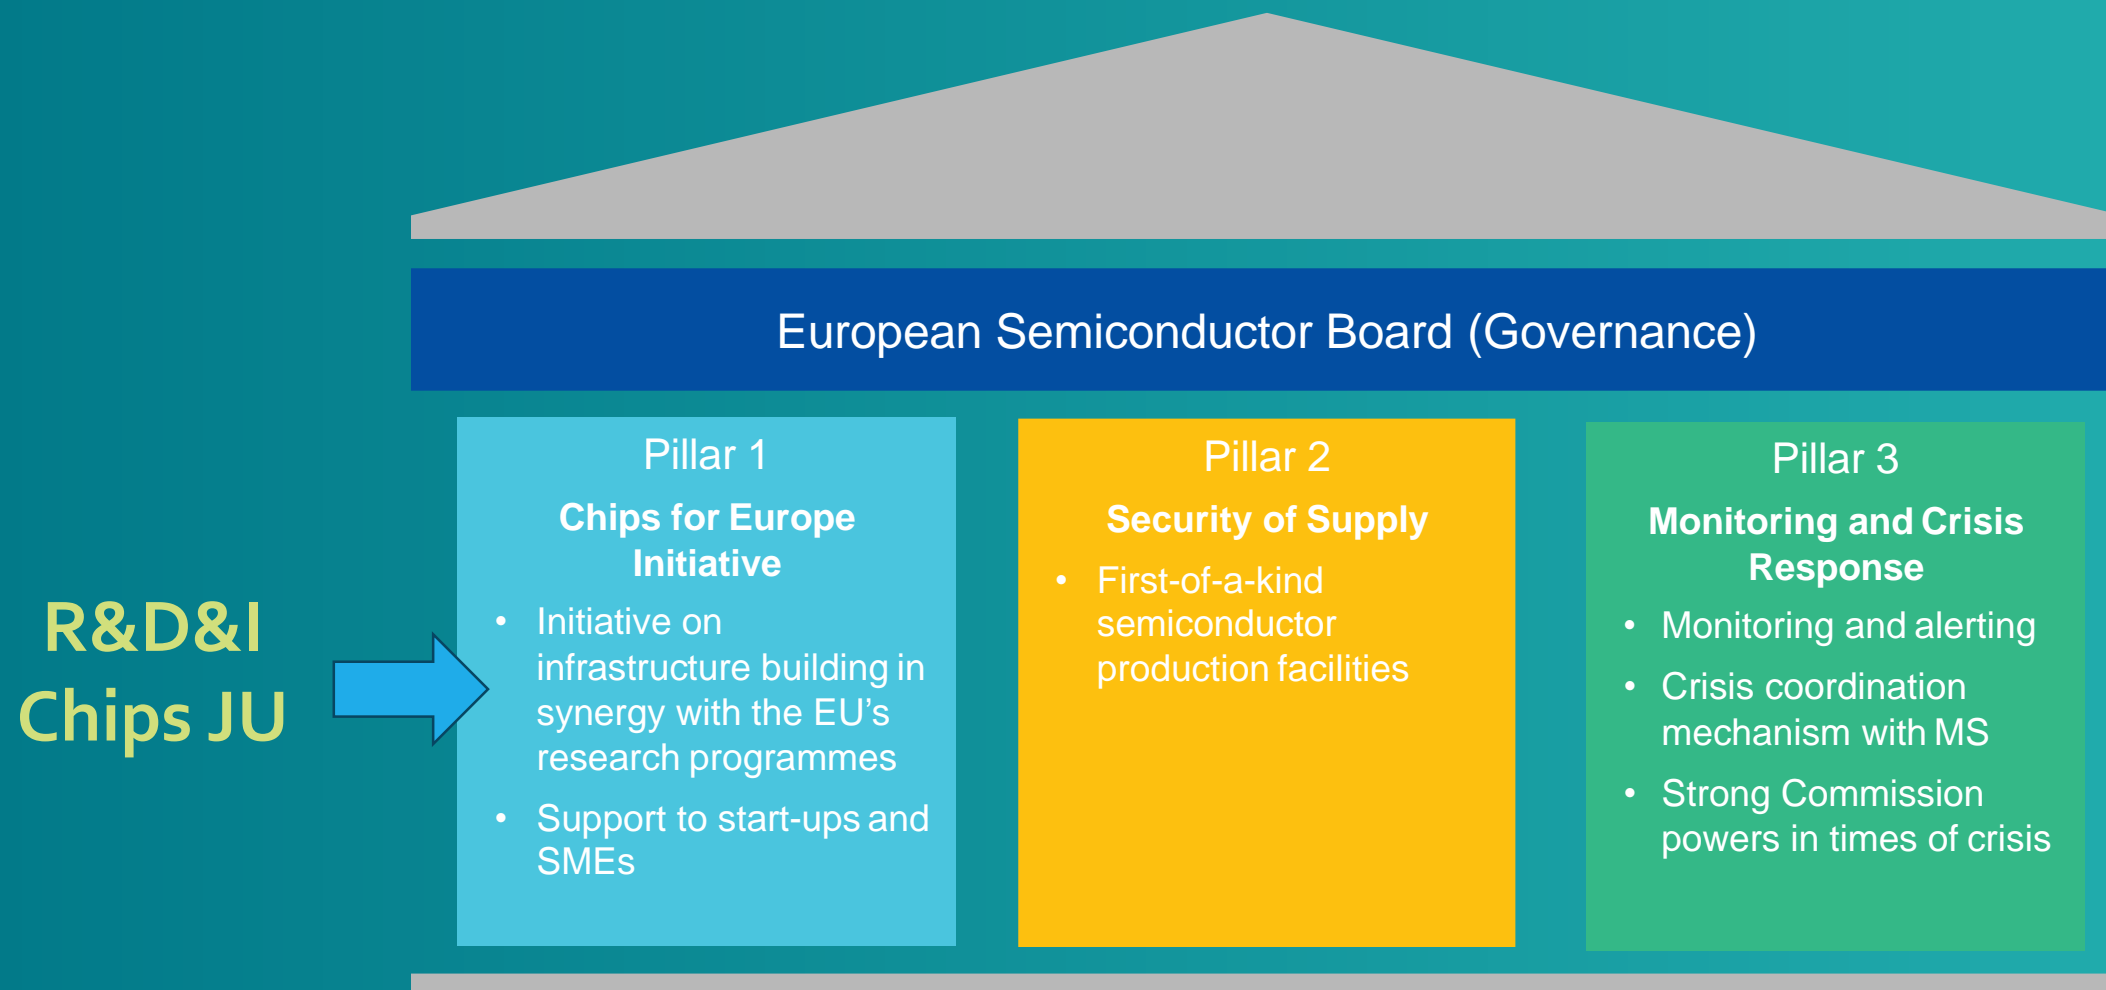 European Semiconductor Board (Governance)
R&D&I
Chips JU
Pillar 1
Chips for Europe
Initiative
• Initiative on
infrastructure building in
synergy with the EU’s
research programmes
• Support to start-ups and
SMEs
Pillar 2
Security of Supply
• First-of-a-kind
semiconductor
production facilities
Pillar 3
Monitoring and Crisis
Response
• Monitoring and alerting
• Crisis coordination
mechanism with MS
• Strong Commission
powers in times of crisis